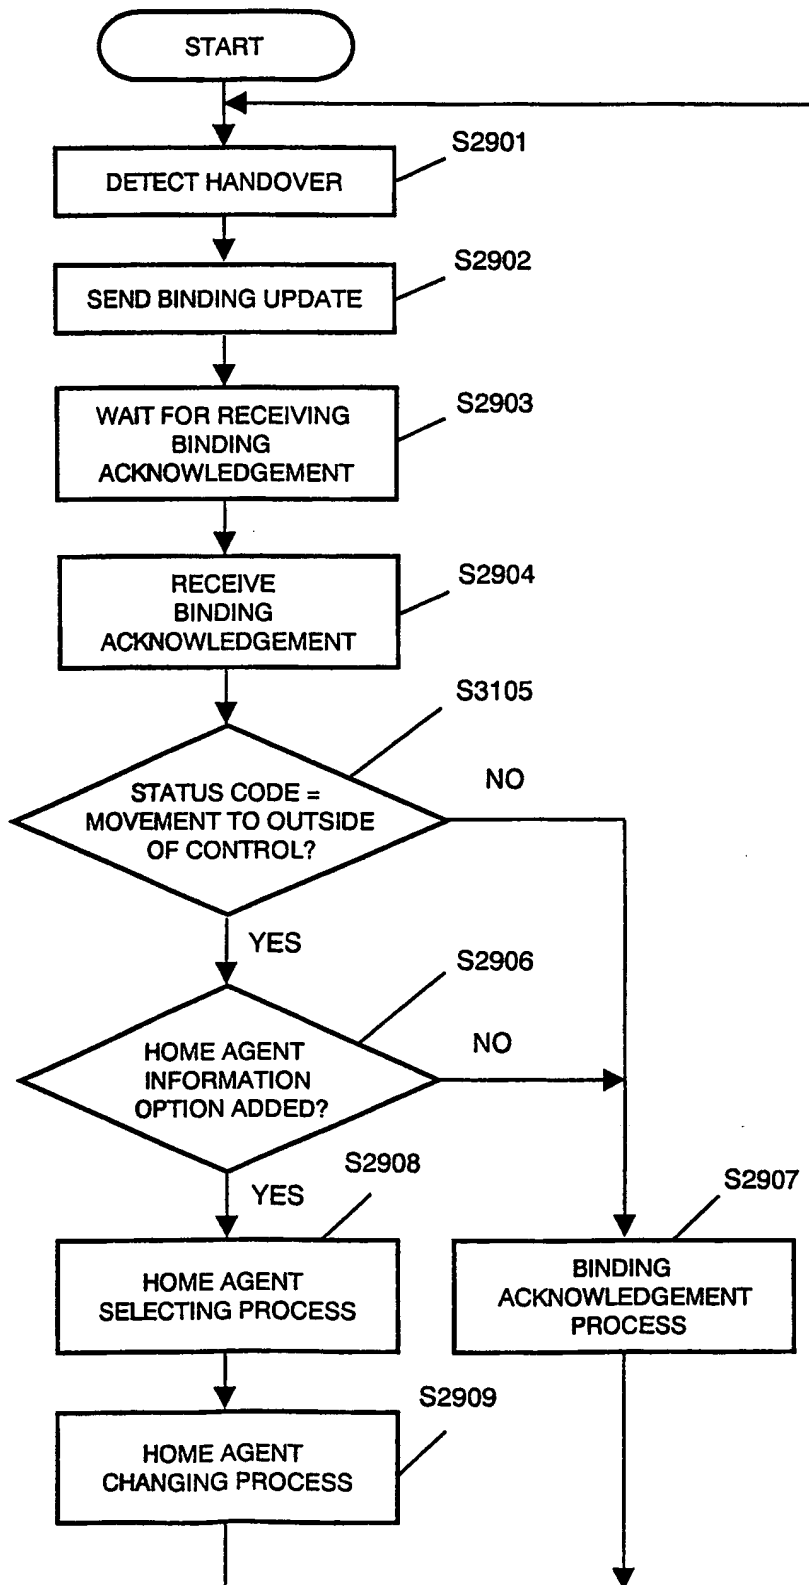 START
S2901
DETECT HANDOVER
S2902
SEND BINDING UPDATE
S2903
WAIT FOR RECEIVING
BINDING
ACKNOWLEDGEMENT
S2904
RECEIVE
BINDING
ACKNOWLEDGEMENT
S3105
NO
STATUS CODE =
MOVEMENT TO OUTSIDE
OF CONTROL?
YES
S2906
NO
HOME AGENT
INFORMATION
OPTION ADDED?
S2908
YES
S2907
HOME AGENT
SELECTING PROCESS
BINDING
ACKNOWLEDGEMENT
PROCESS
S2909
HOME AGENT
CHANGING PROCESS